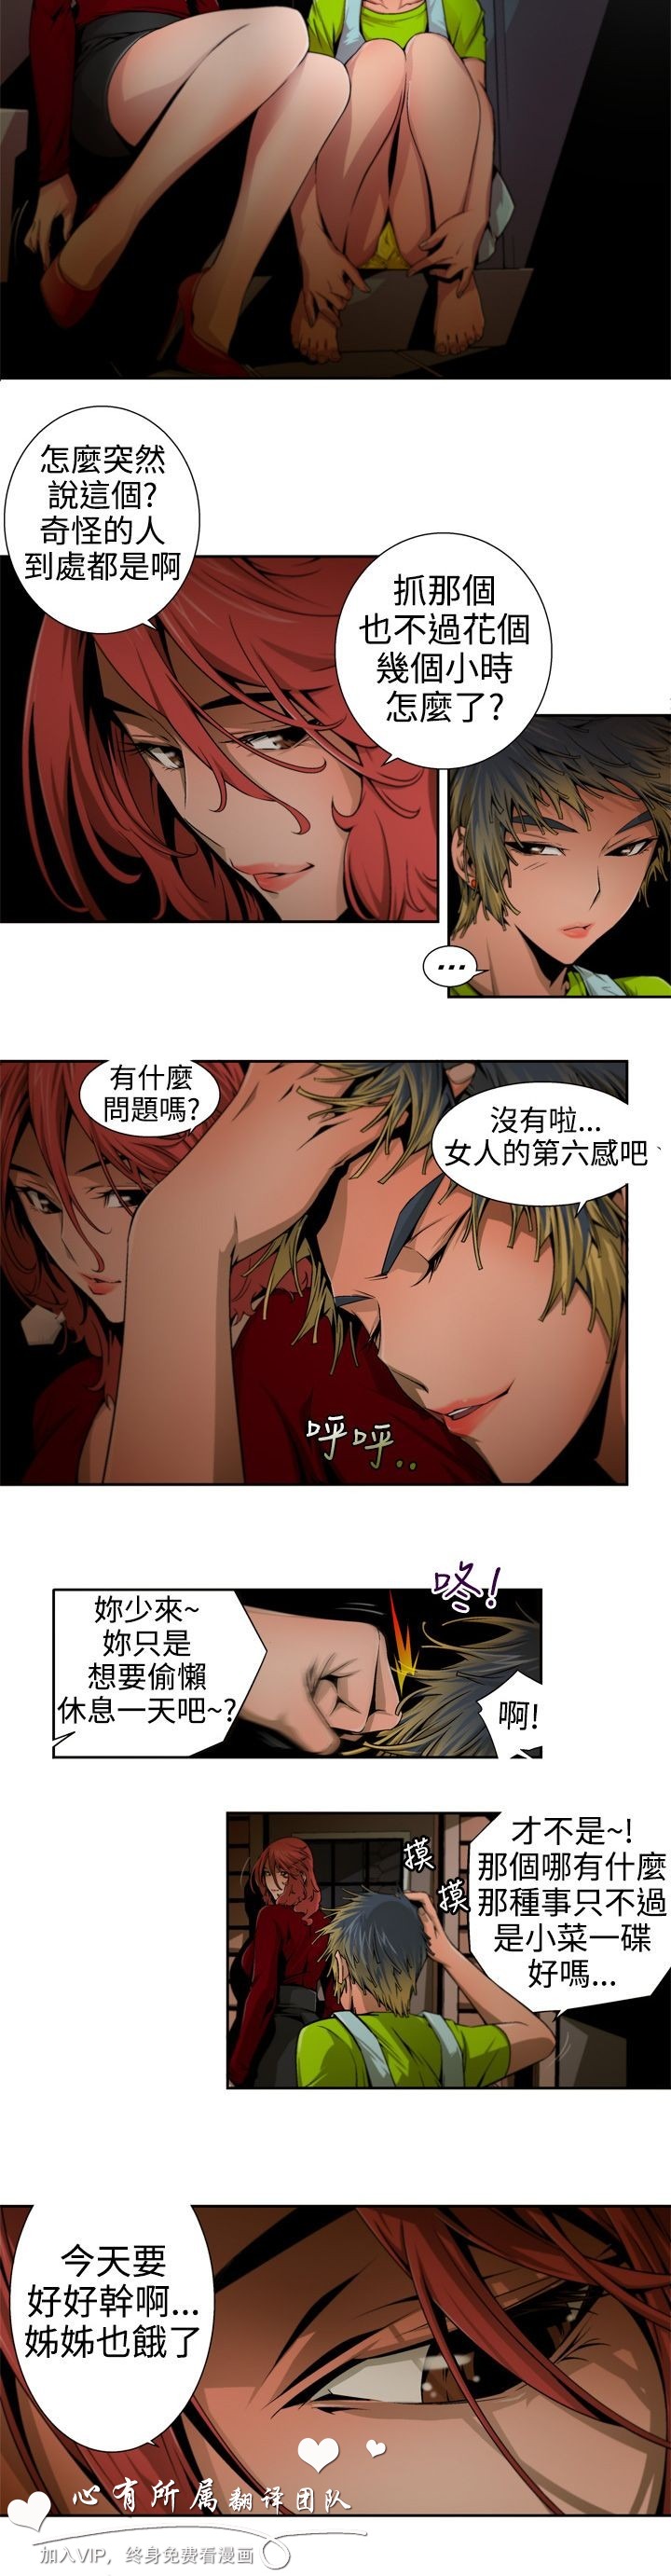 怎麼突然
說這個?
奇怪的人
到處都是啊
抓那個
也不過花個
幾個小時
怎麼了?
...
有什麼
問題嗎?
沒有啦...
女人的第六感吧、
呼呼..
咚!
妳少來~
妳只是
想要偷懶
休息一天吧~?
啊!
摸
摸
才不是~!
那個哪有什麼
那種事只不過
是小菜一碟
好嗎...
今天要
好好幹啊...
姊姊也餓了
心有所属翻译团队
加入VIP，终身免费看漫画